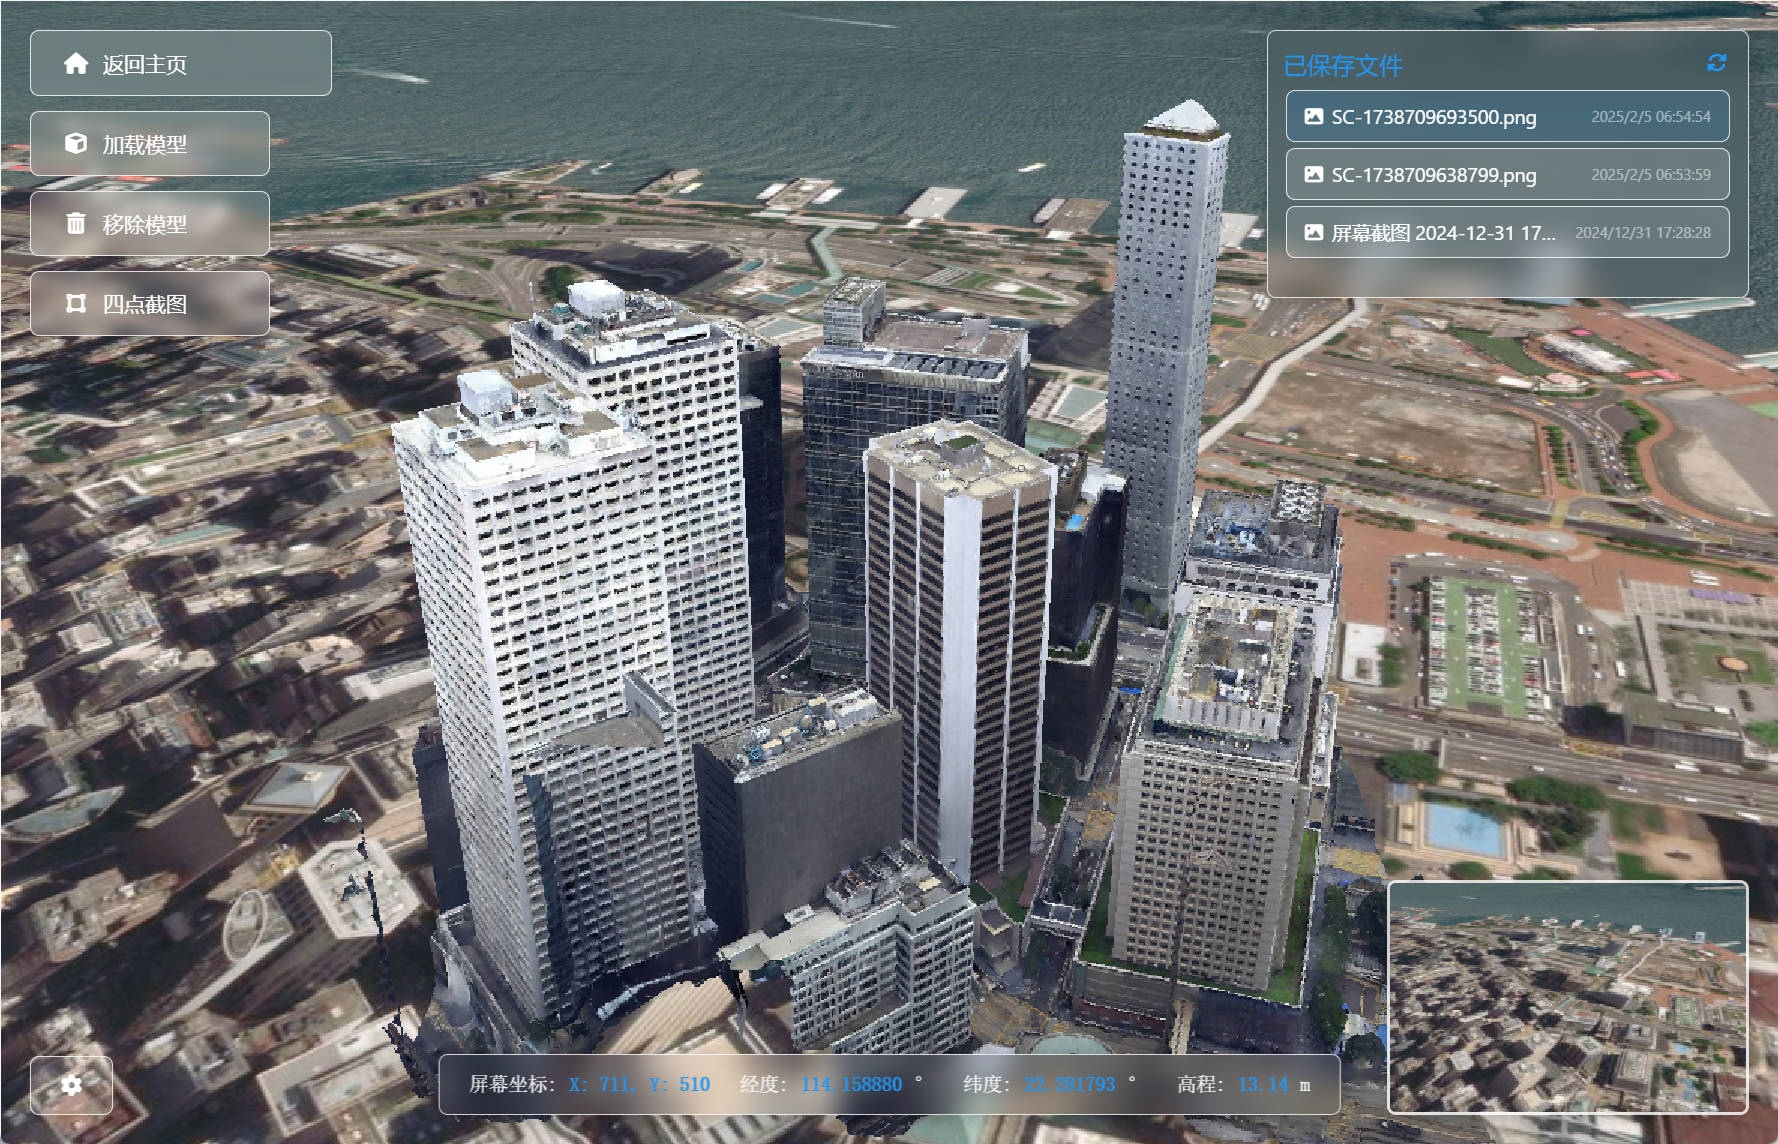 返回主页
加载模型
移除模型
四点截图
已保存文件
SC-1738709693500.png 2025/2/5 06:54:54
SC-1738709638799.png 2025/2/5 06:53:59
屏幕截图 2024-12-31 17... 2024/12/31 17:28:28
屏幕坐标: X: 711, Y: 510 经度: 114.158880 ° 纬度: 22.281793 ° 高程: 13.14 m